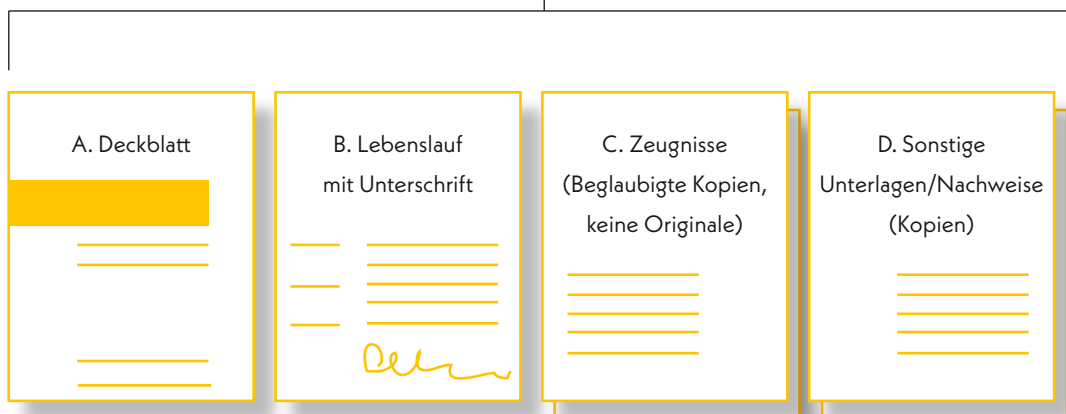 A. Deckblatt
B. Lebenslauf
mit Unterschrift
C. Zeugnisse
(Beglaubigte Kopien,
keine Originale)
D. Sonstige
Unterlagen/Nachweise
(Kopien)